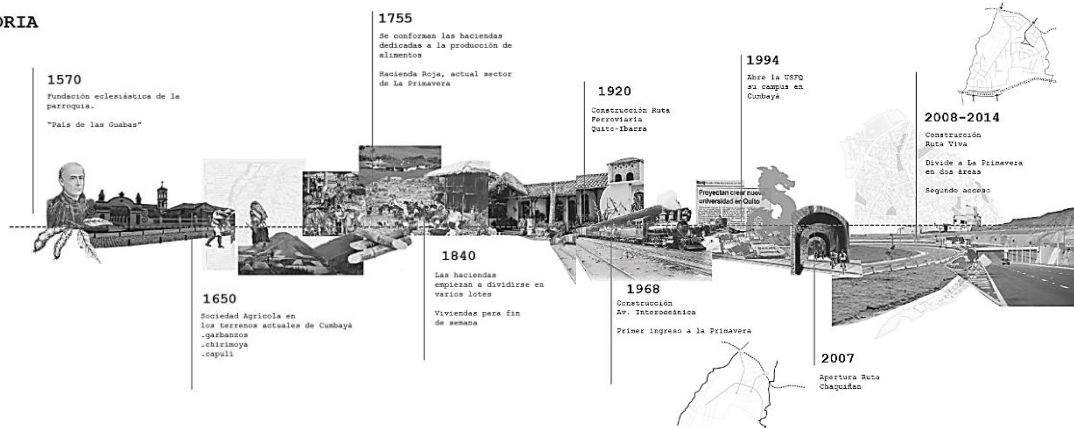 ORIA
1570
Fundación eclesiástica de la
parroquia.
"País de las Guabas"
1650
Sociedad Agrícola en
los terrenos actuales de Cumbayá
.garbanzos
.chirimoya
.capulí
1755
Se conforman las haciendas
dedicadas a la producción de
alimentos
Hacienda Roja, actual sector
de La Primavera
1840
Las haciendas
empiezan a dividirse en
varios lotes
Viviendas para fin
de semana
1920
Construcción Ruta
Ferroviaria
Quito-Ibarra
1968
Construcción
Av. Interoceánica
Primer ingreso a la Primavera
Proyectan crear nueva
universidad en Quito
1994
Abre la USFQ
su campus en
Cumbayá
2007
Apertura Ruta
Chaquiñan
2008-2014
Construcción
Ruta Viva
Divide a La Primavera
en dos áreas
Segundo acceso